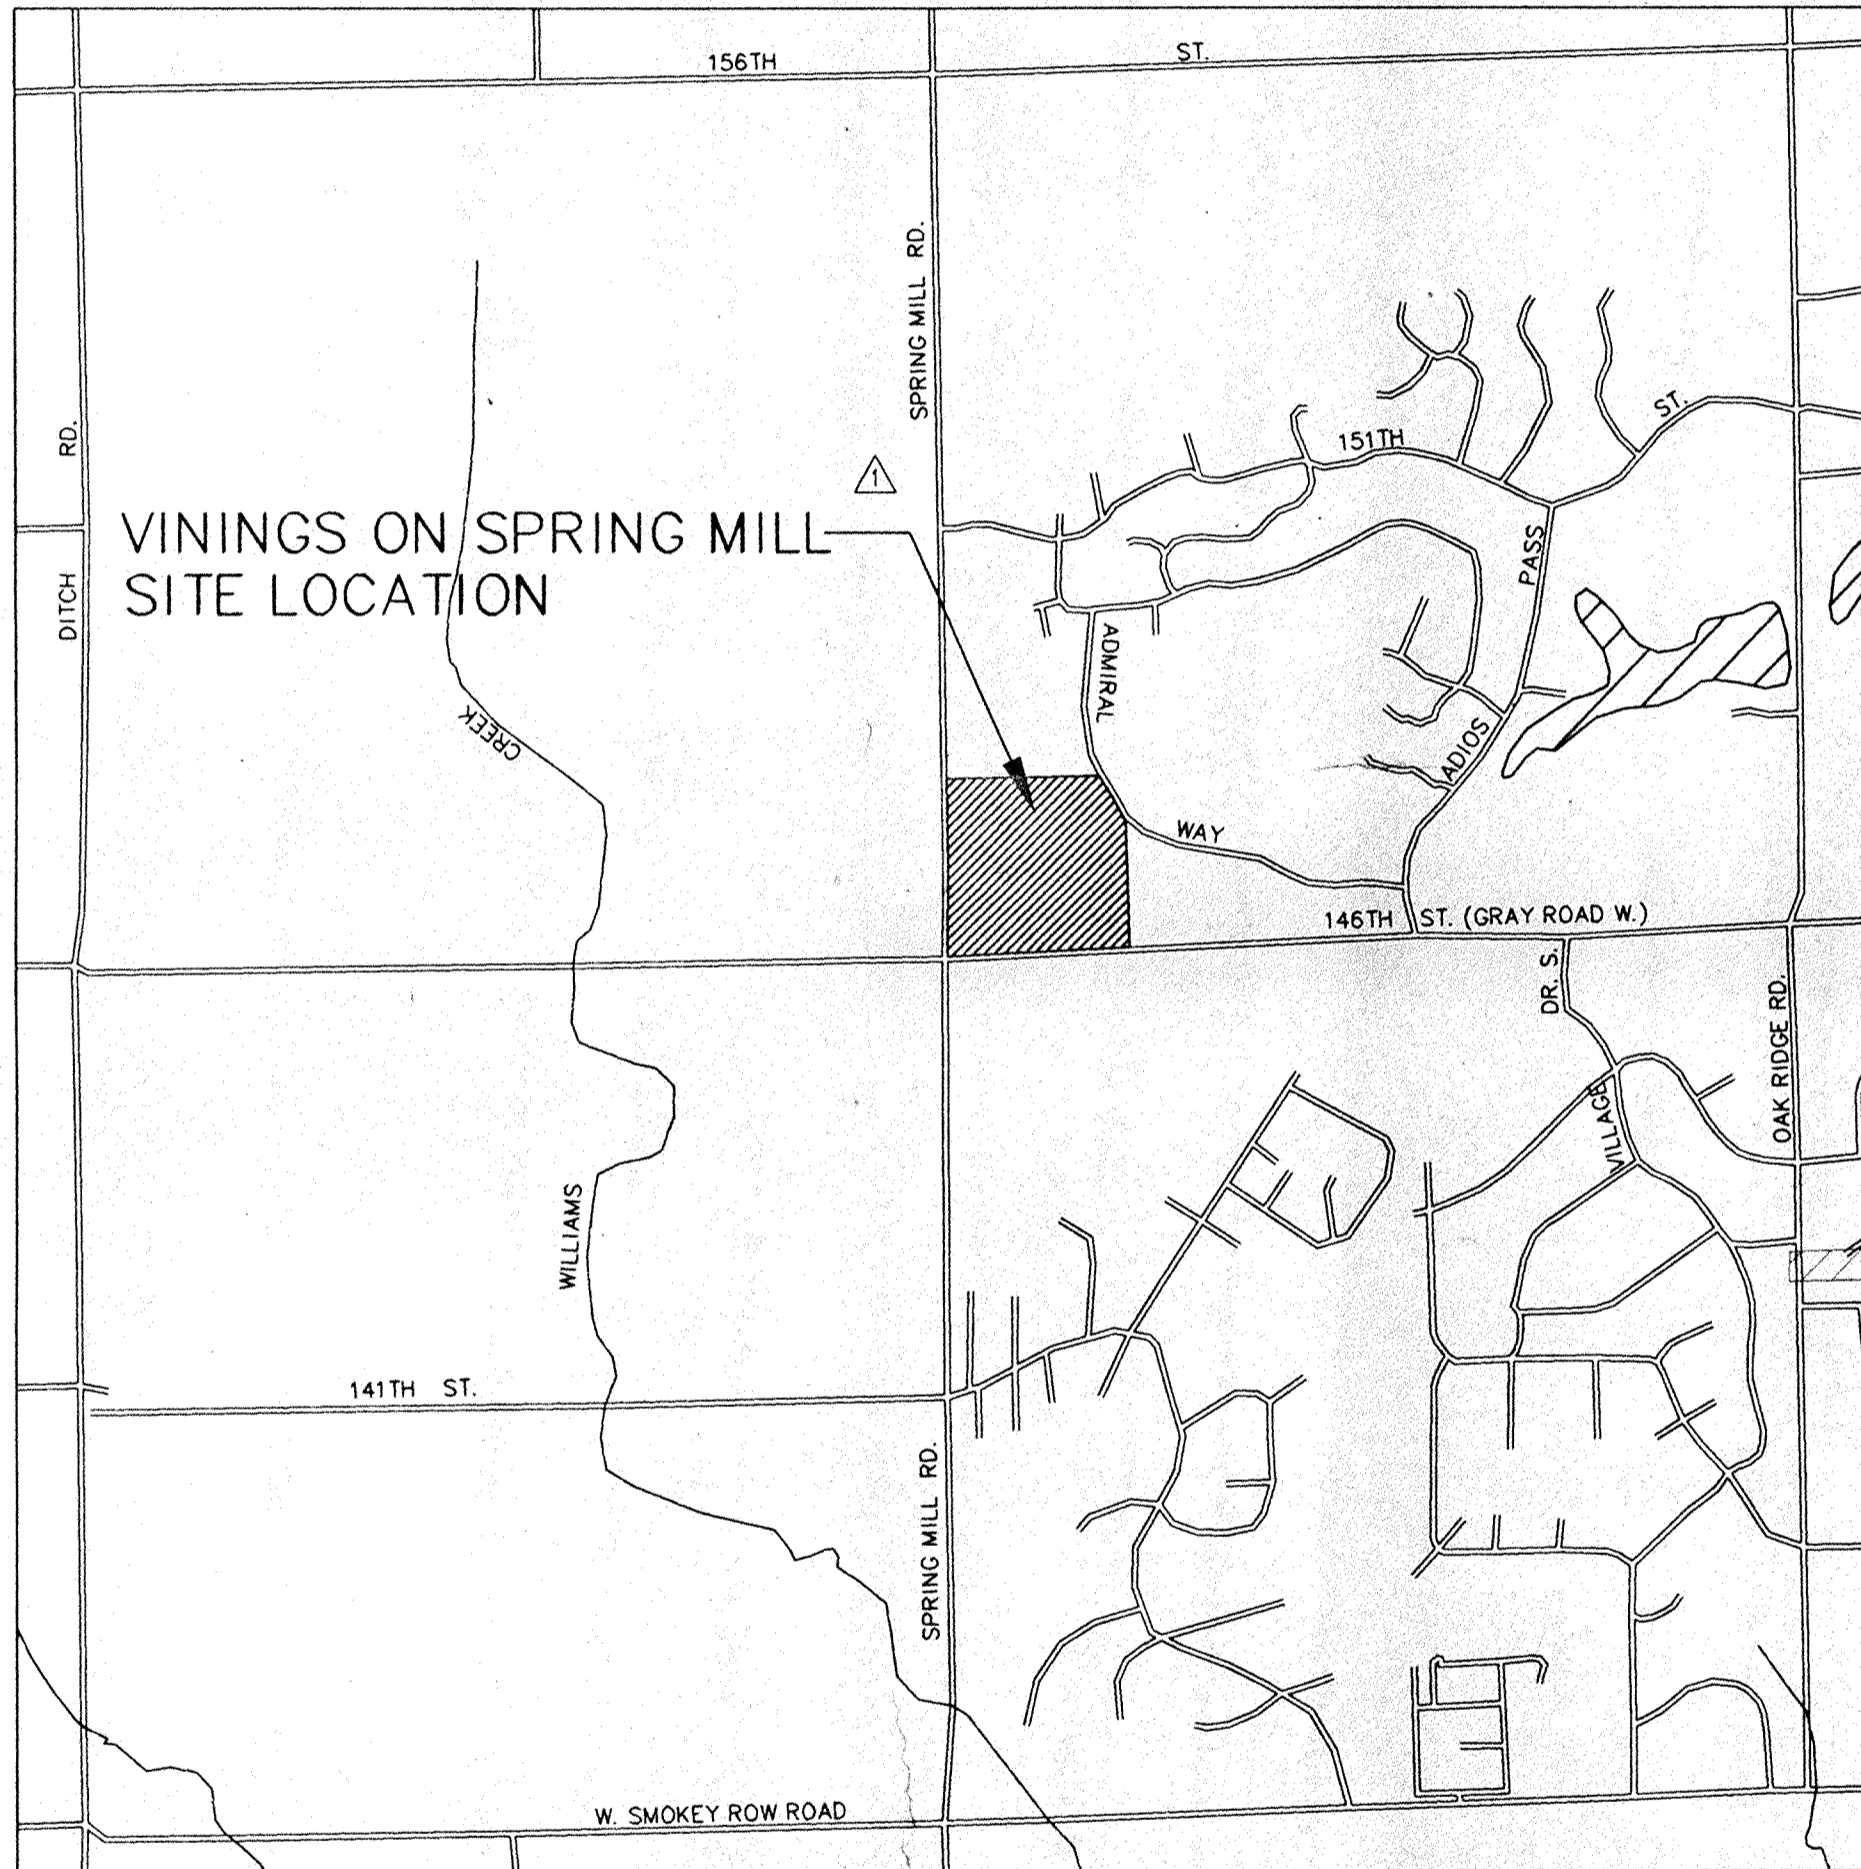 156TH ST.
SPRING MILL RD.
DITCH RD.
151TH ST.
1
VININGS ON SPRING MILL
SITE LOCATION
ADMIRAL WAY
ADIOS PASS
CREEK
146TH ST. (GRAY ROAD W.)
DR. S.
VILLAGE
OAK RIDGE RD.
WILLIAMS
141TH ST.
SPRING MILL RD.
W. SMOKEY ROW ROAD